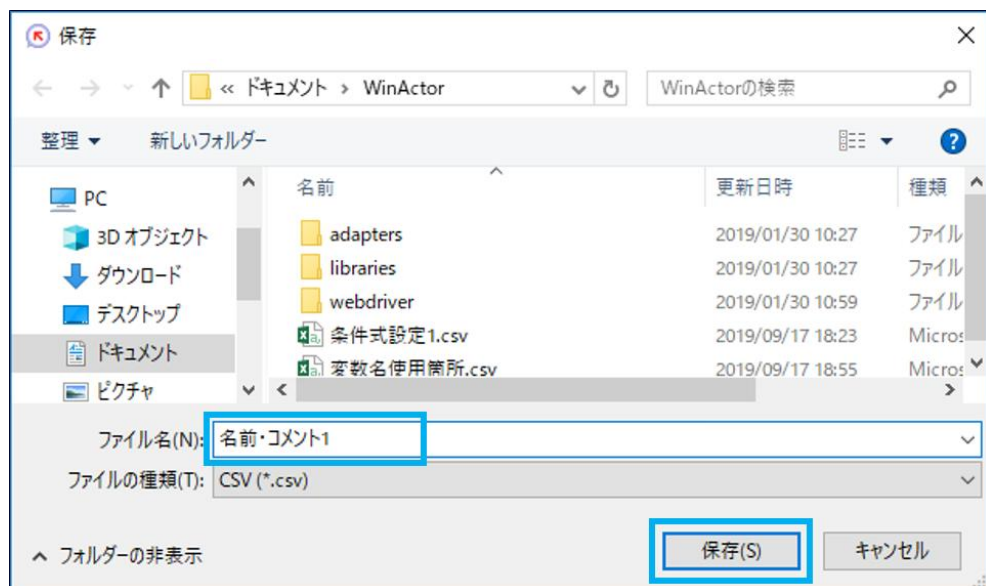 保存
« ドキュメント › WinActor WinActorの検索
整理 新しいフォルダー
名前 更新日時 種類
PC
3D オブジェクト
ダウンロード
デスクトップ
ドキュメント
ピクチャ
adapters 2019/01/30 10:27 ファイル
libraries 2019/01/30 10:27 ファイル
webdriver 2019/01/30 10:59 ファイル
条件式設定1.csv 2019/09/17 18:23 Micros
変数名使用箇所.csv 2019/09/17 18:55 Micros
ファイル名(N): 名前・コメント1
ファイルの種類(T): CSV (*.csv)
フォルダーの非表示 保存(S) キャンセル